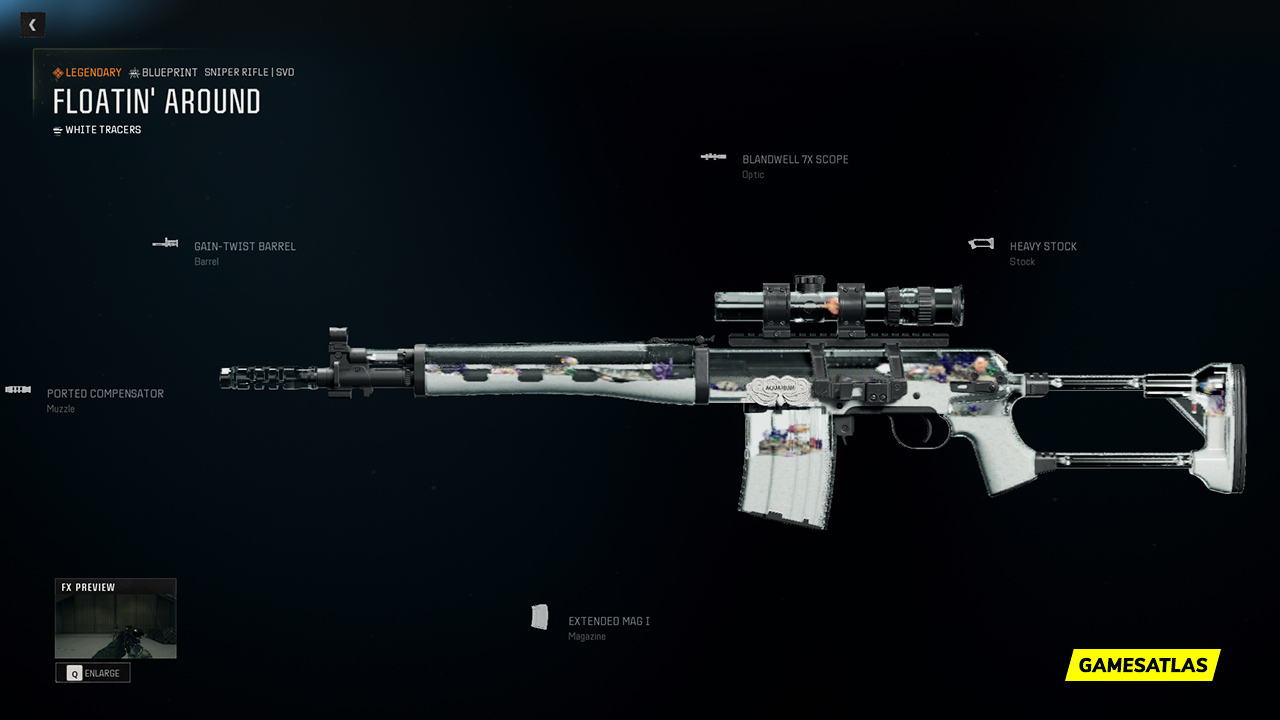 LEGENDARY BLUEPRINT SNIPER RIFLE | SVD
FLOATIN' AROUND
WHITE TRACERS
BLANDWELL 7X SCOPE
Optic
GAIN-TWIST BARREL
Barrel
HEAVY STOCK
Stock
PORTED COMPENSATOR
Muzzle
AQUARIUM
EXTENDED MAG I
Magazine
FX PREVIEW
Q ENLARGE
GAMESATLAS